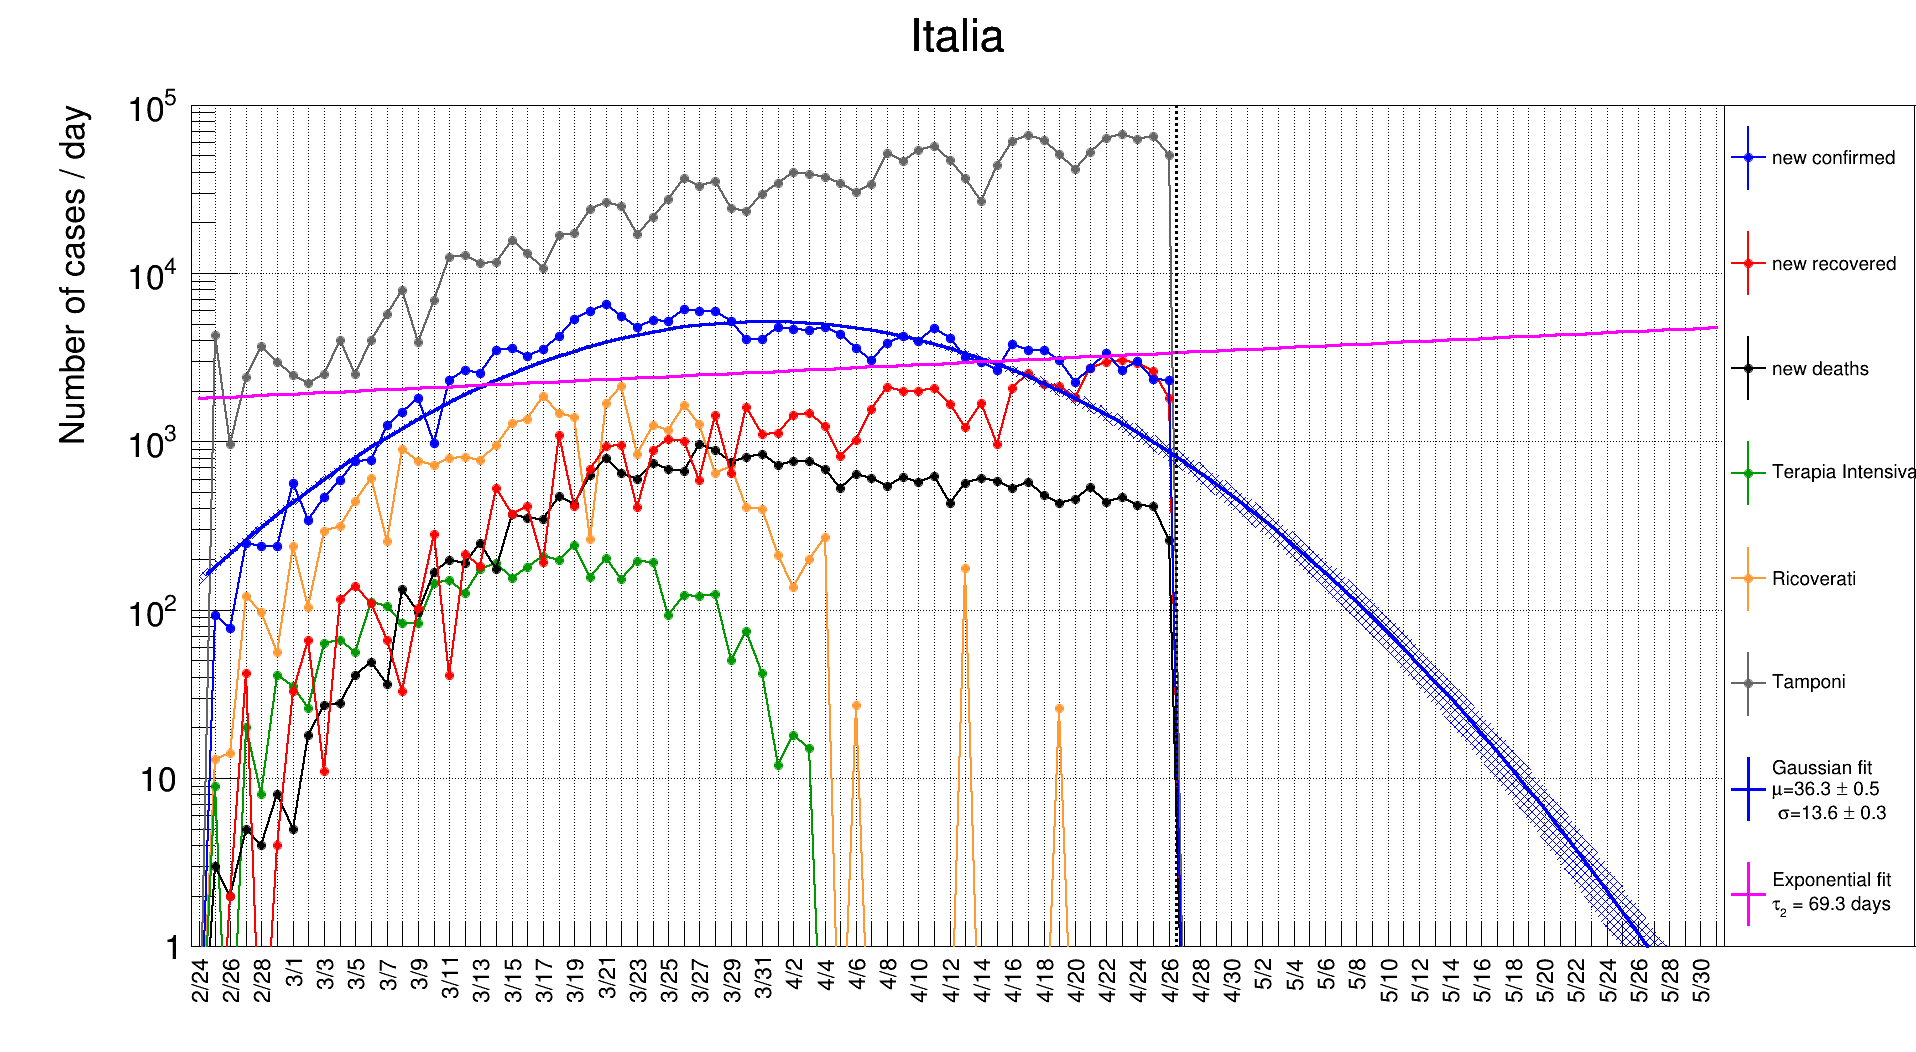 Italia
Number of cases / day
10^5
10^4
10^3
10^2
10
1
2/24 2/26 2/28 3/1 3/3 3/5 3/7 3/9 3/11 3/13 3/15 3/17 3/19 3/21 3/23 3/25 3/27 3/29 3/31 4/2 4/4 4/6 4/8 4/10 4/12 4/14 4/16 4/18 4/20 4/22 4/24 4/26 4/28 4/30 5/2 5/4 5/6 5/8 5/10 5/12 5/14 5/16 5/18 5/20 5/22 5/24 5/26 5/28 5/30
new confirmed
new recovered
new deaths
Terapia Intensiva
Ricoverati
Tamponi
Gaussian fit
μ=36.3 ± 0.5
σ=13.6 ± 0.3
Exponential fit
τ₂ = 69.3 days